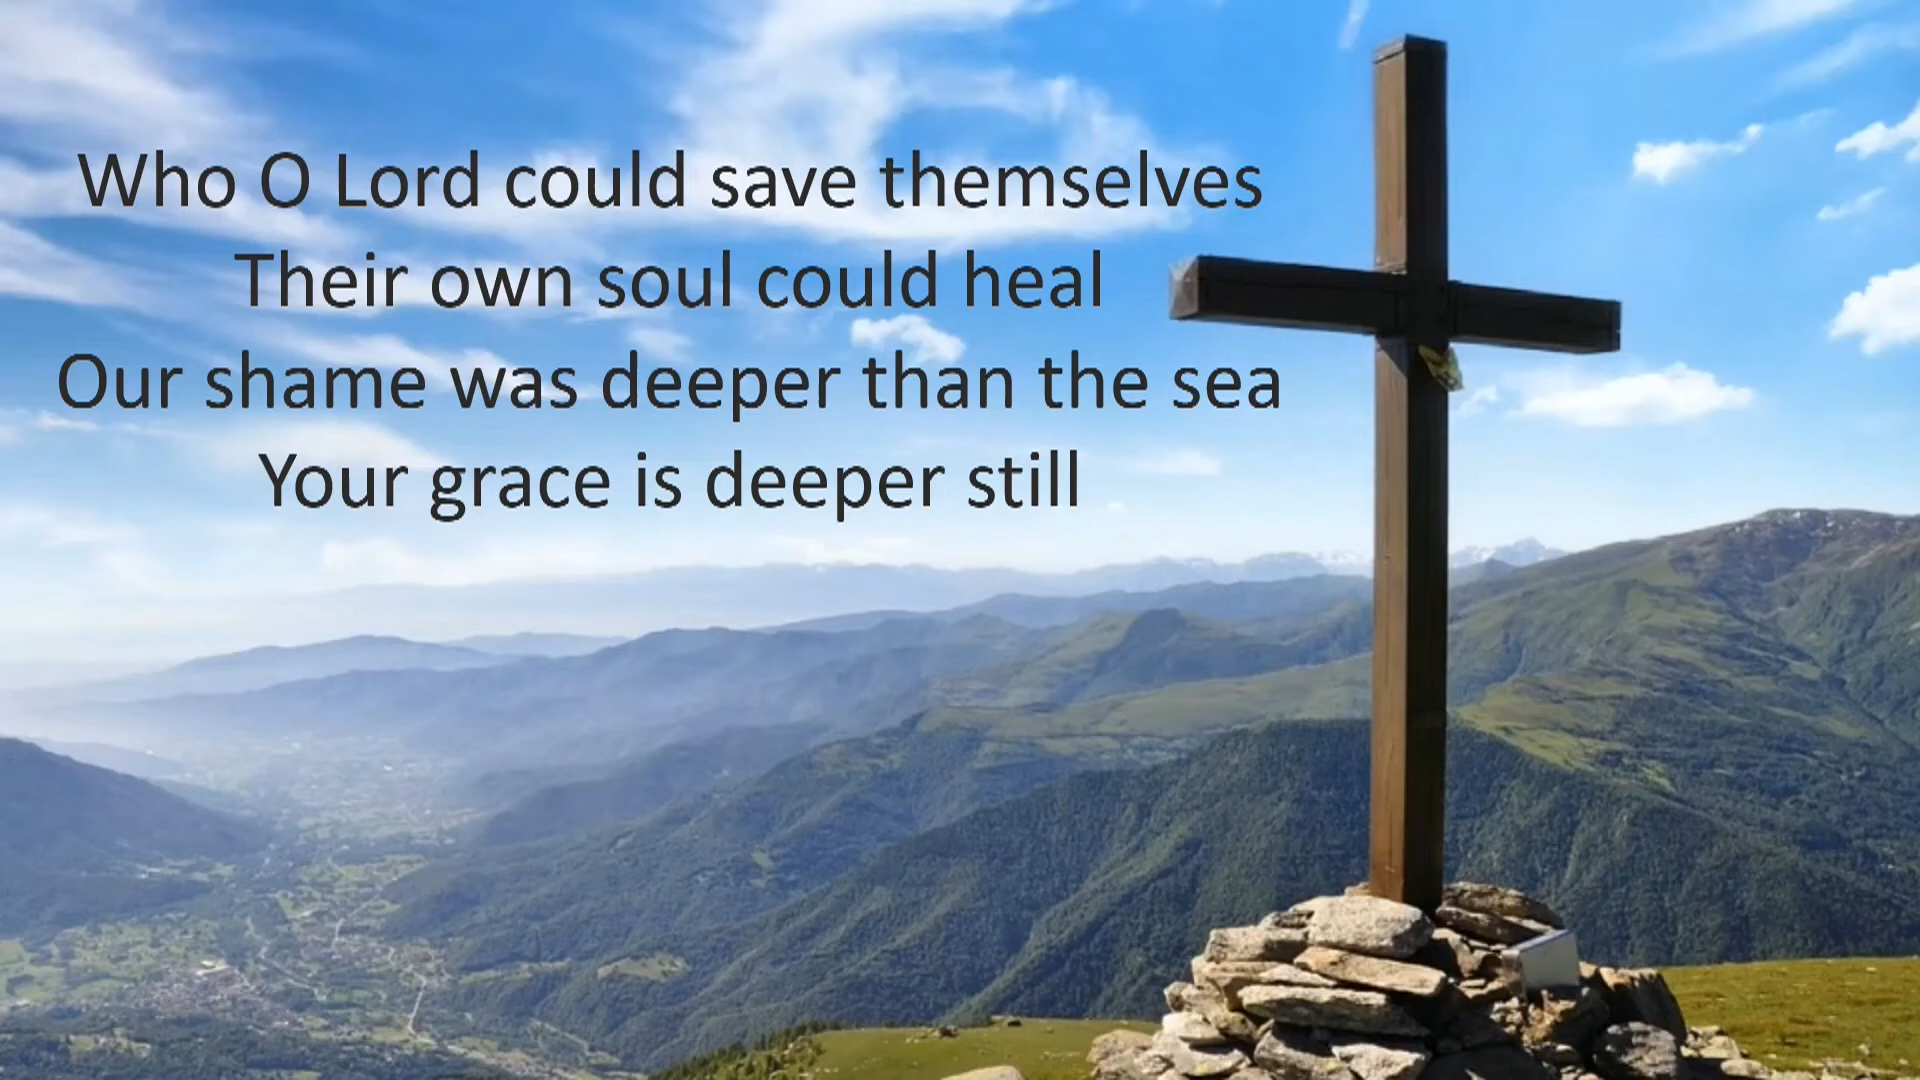 Who O Lord could save themselves
Their own soul could heal
Our shame was deeper than the sea
Your grace is deeper still